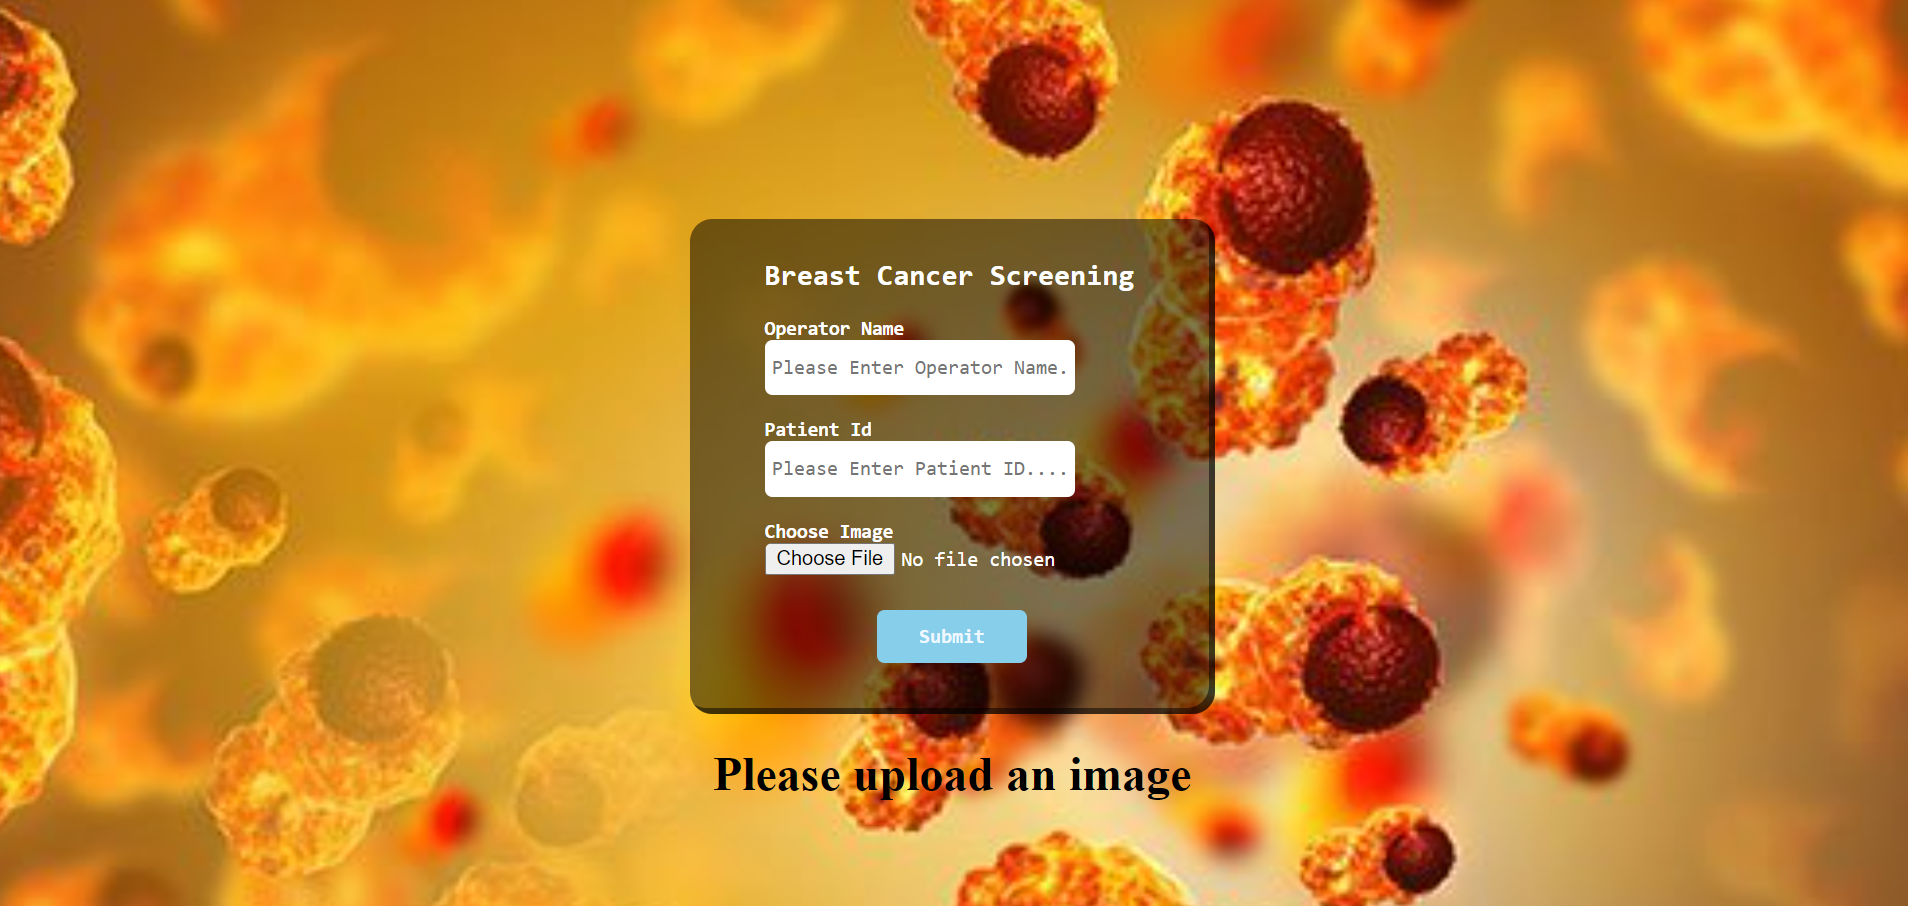 Breast Cancer Screening
Operator Name
Please Enter Operator Name.
Patient Id
Please Enter Patient ID....
Choose Image
Choose File No file chosen
Submit
Please upload an image